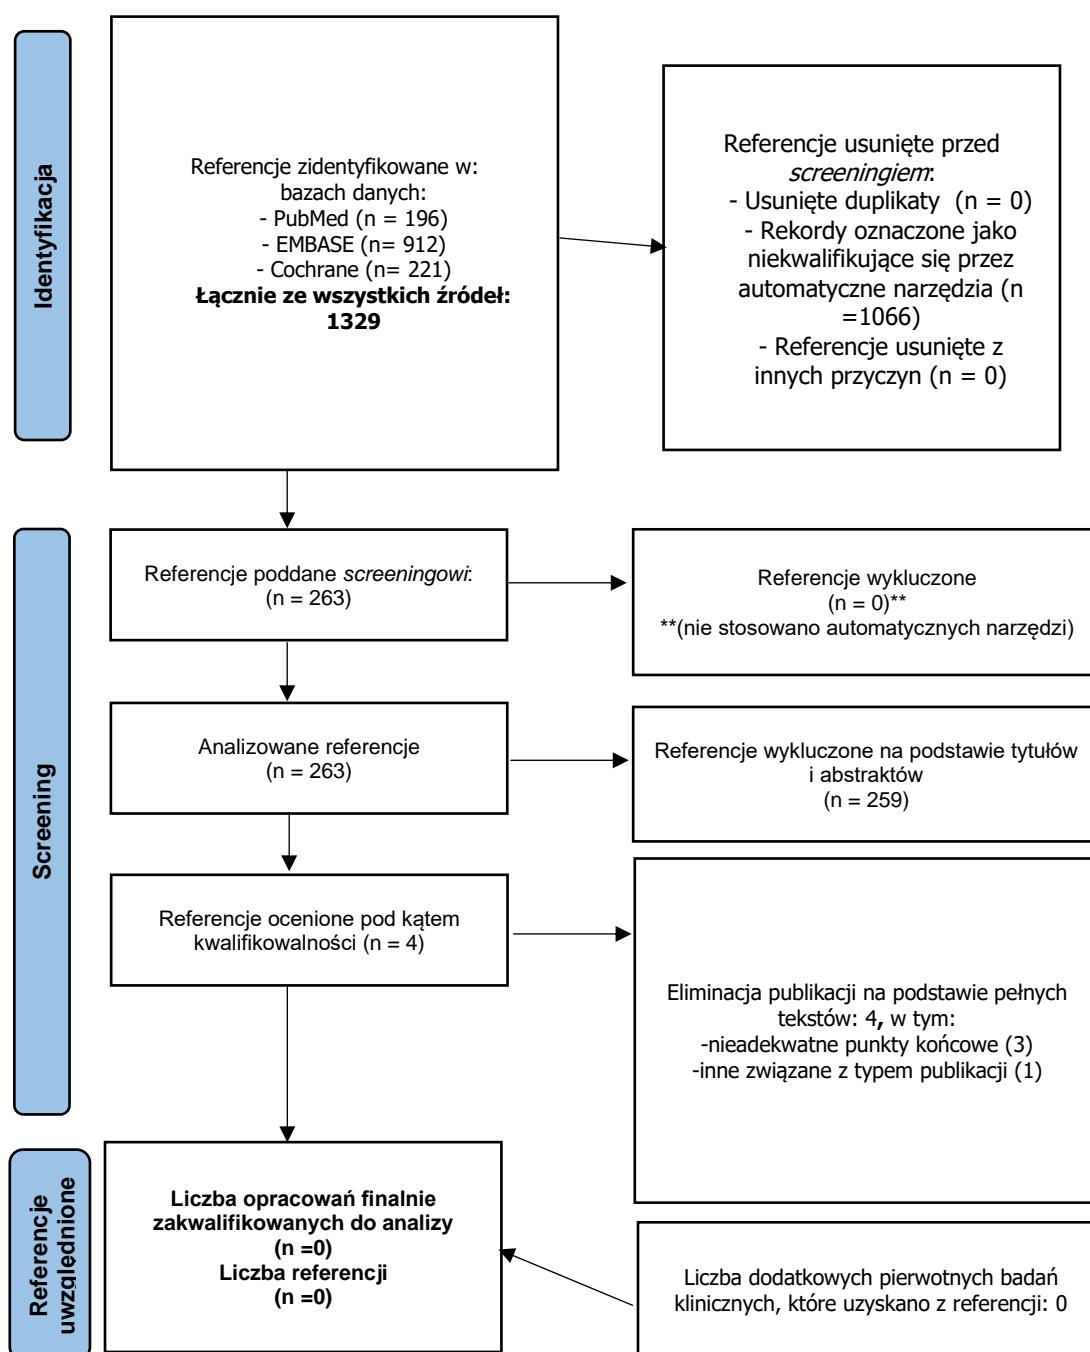 Identyfikacja
Referencje zidentyfikowane w:
bazach danych:
- PubMed (n = 196)
- EMBASE (n= 912)
- Cochrane (n= 221)
Łącznie ze wszystkich źródeł:
1329
Referencje usunięte przed
screeningiem:
- Usunięte duplikaty (n = 0)
- Rekordy oznaczone jako
niekwalifikujące się przez
automatyczne narzędzia (n
=1066)
- Referencje usunięte z
innych przyczyn (n = 0)
Screening
Referencje poddane screeningowi:
(n = 263)
Referencje wykluczone
(n = 0)**
**(nie stosowano automatycznych narzędzi)
Analizowane referencje
(n = 263)
Referencje wykluczone na podstawie tytułów
i abstraktów
(n = 259)
Referencje ocenione pod kątem
kwalifikowalności (n = 4)
Eliminacja publikacji na podstawie pełnych
tekstów: 4, w tym:
-nieadekwatne punkty końcowe (3)
-inne związane z typem publikacji (1)
Referencje
uwzględnione
Liczba opracowań finalnie
zakwalifikowanych do analizy
(n =0)
Liczba referencji
(n =0)
Liczba dodatkowych pierwotnych badań
klinicznych, które uzyskano z referencji: 0